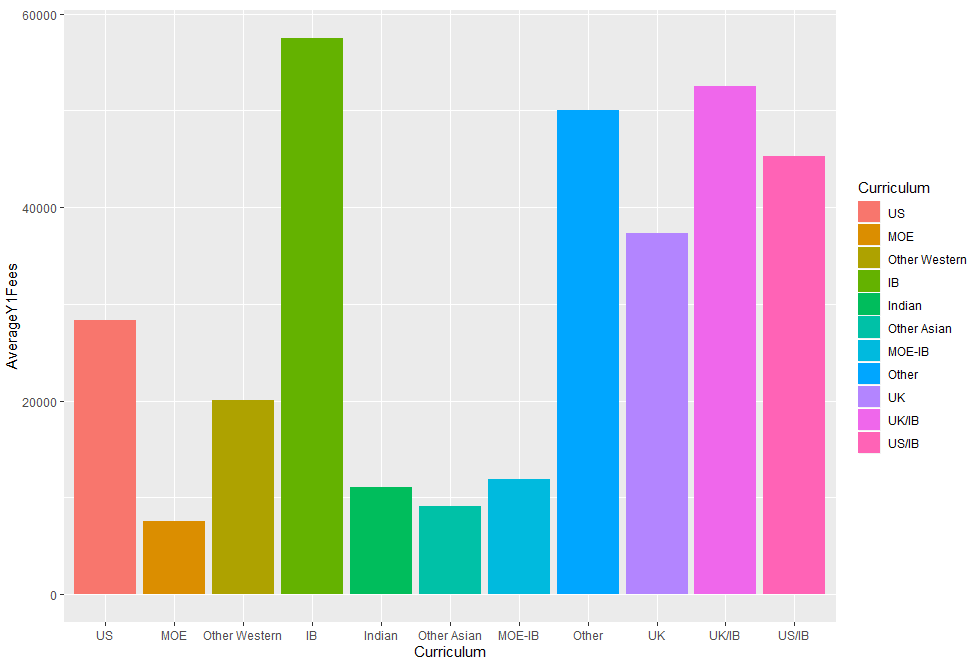 60000
40000
20000
0
AverageY1Fees
US MOE Other Western IB Indian Other Asian MOE-IB Other UK UK/IB US/IB
Curriculum
Curriculum
US
MOE
Other Western
IB
Indian
Other Asian
MOE-IB
Other
UK
UK/IB
US/IB